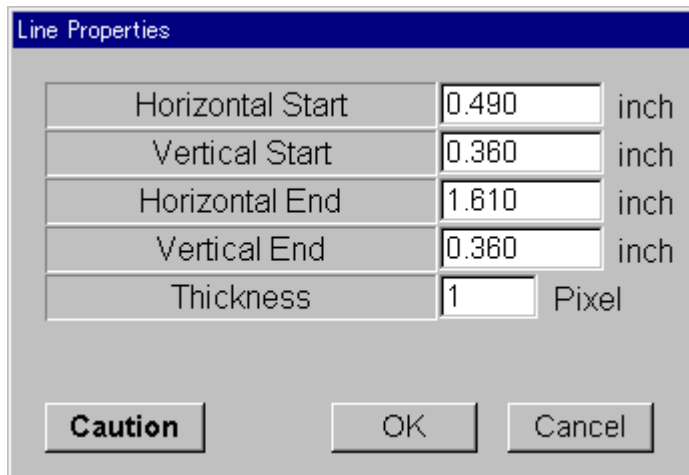 Line Properties
Horizontal Start 0.490 inch
Vertical Start 0.360 inch
Horizontal End 1.610 inch
Vertical End 0.360 inch
Thickness 1 Pixel
Caution OK Cancel